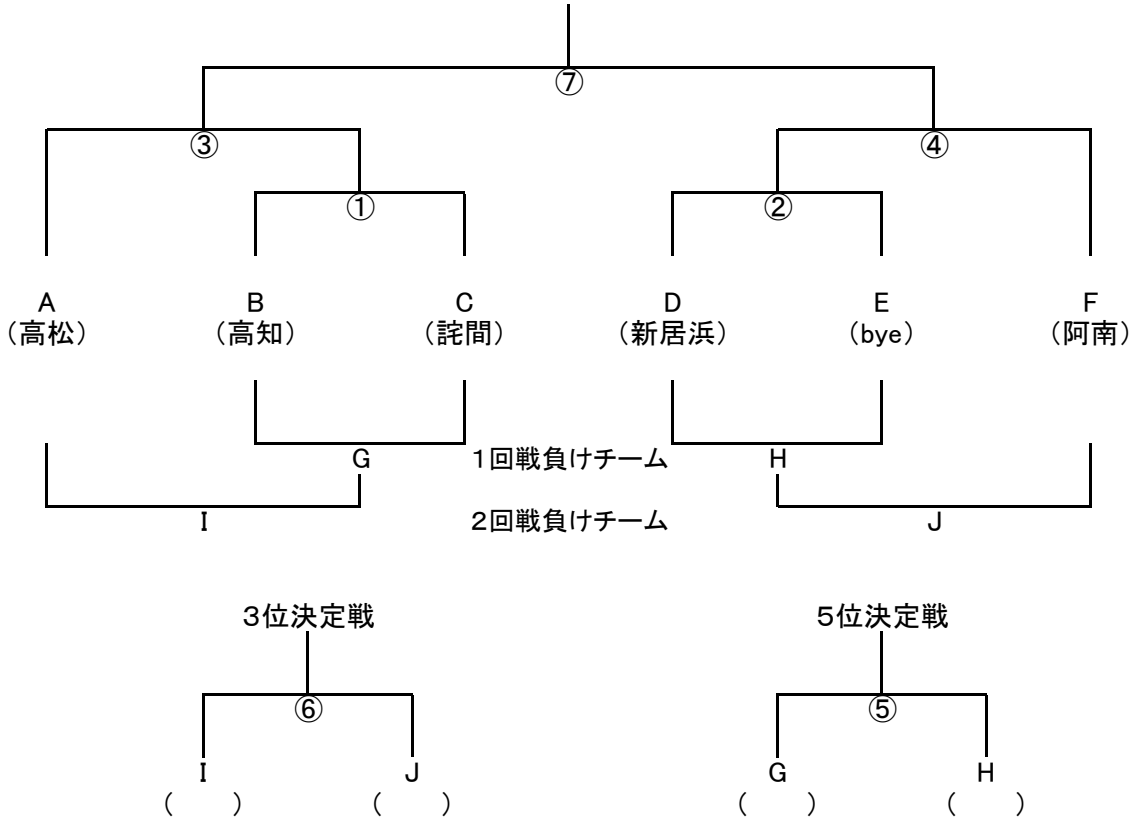 ⑦
③ ④
① ②
A B C D E F
（高松） （高知） （詫間） （新居浜） （bye） （阿南）
G 1回戦負けチーム H
I 2回戦負けチーム J
3位決定戦 5位決定戦
⑥ ⑤
I J G H
（　　） （　　） （　　） （　　）